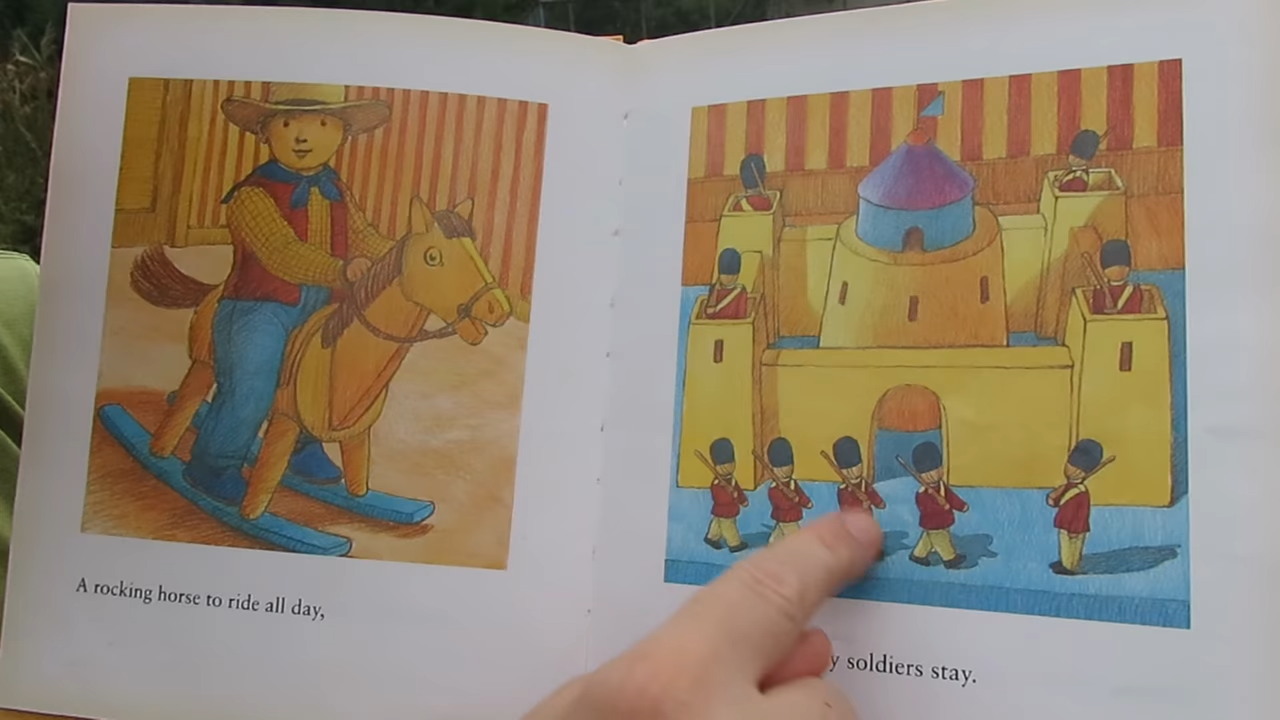 A rocking horse to ride all day,
soldiers stay.